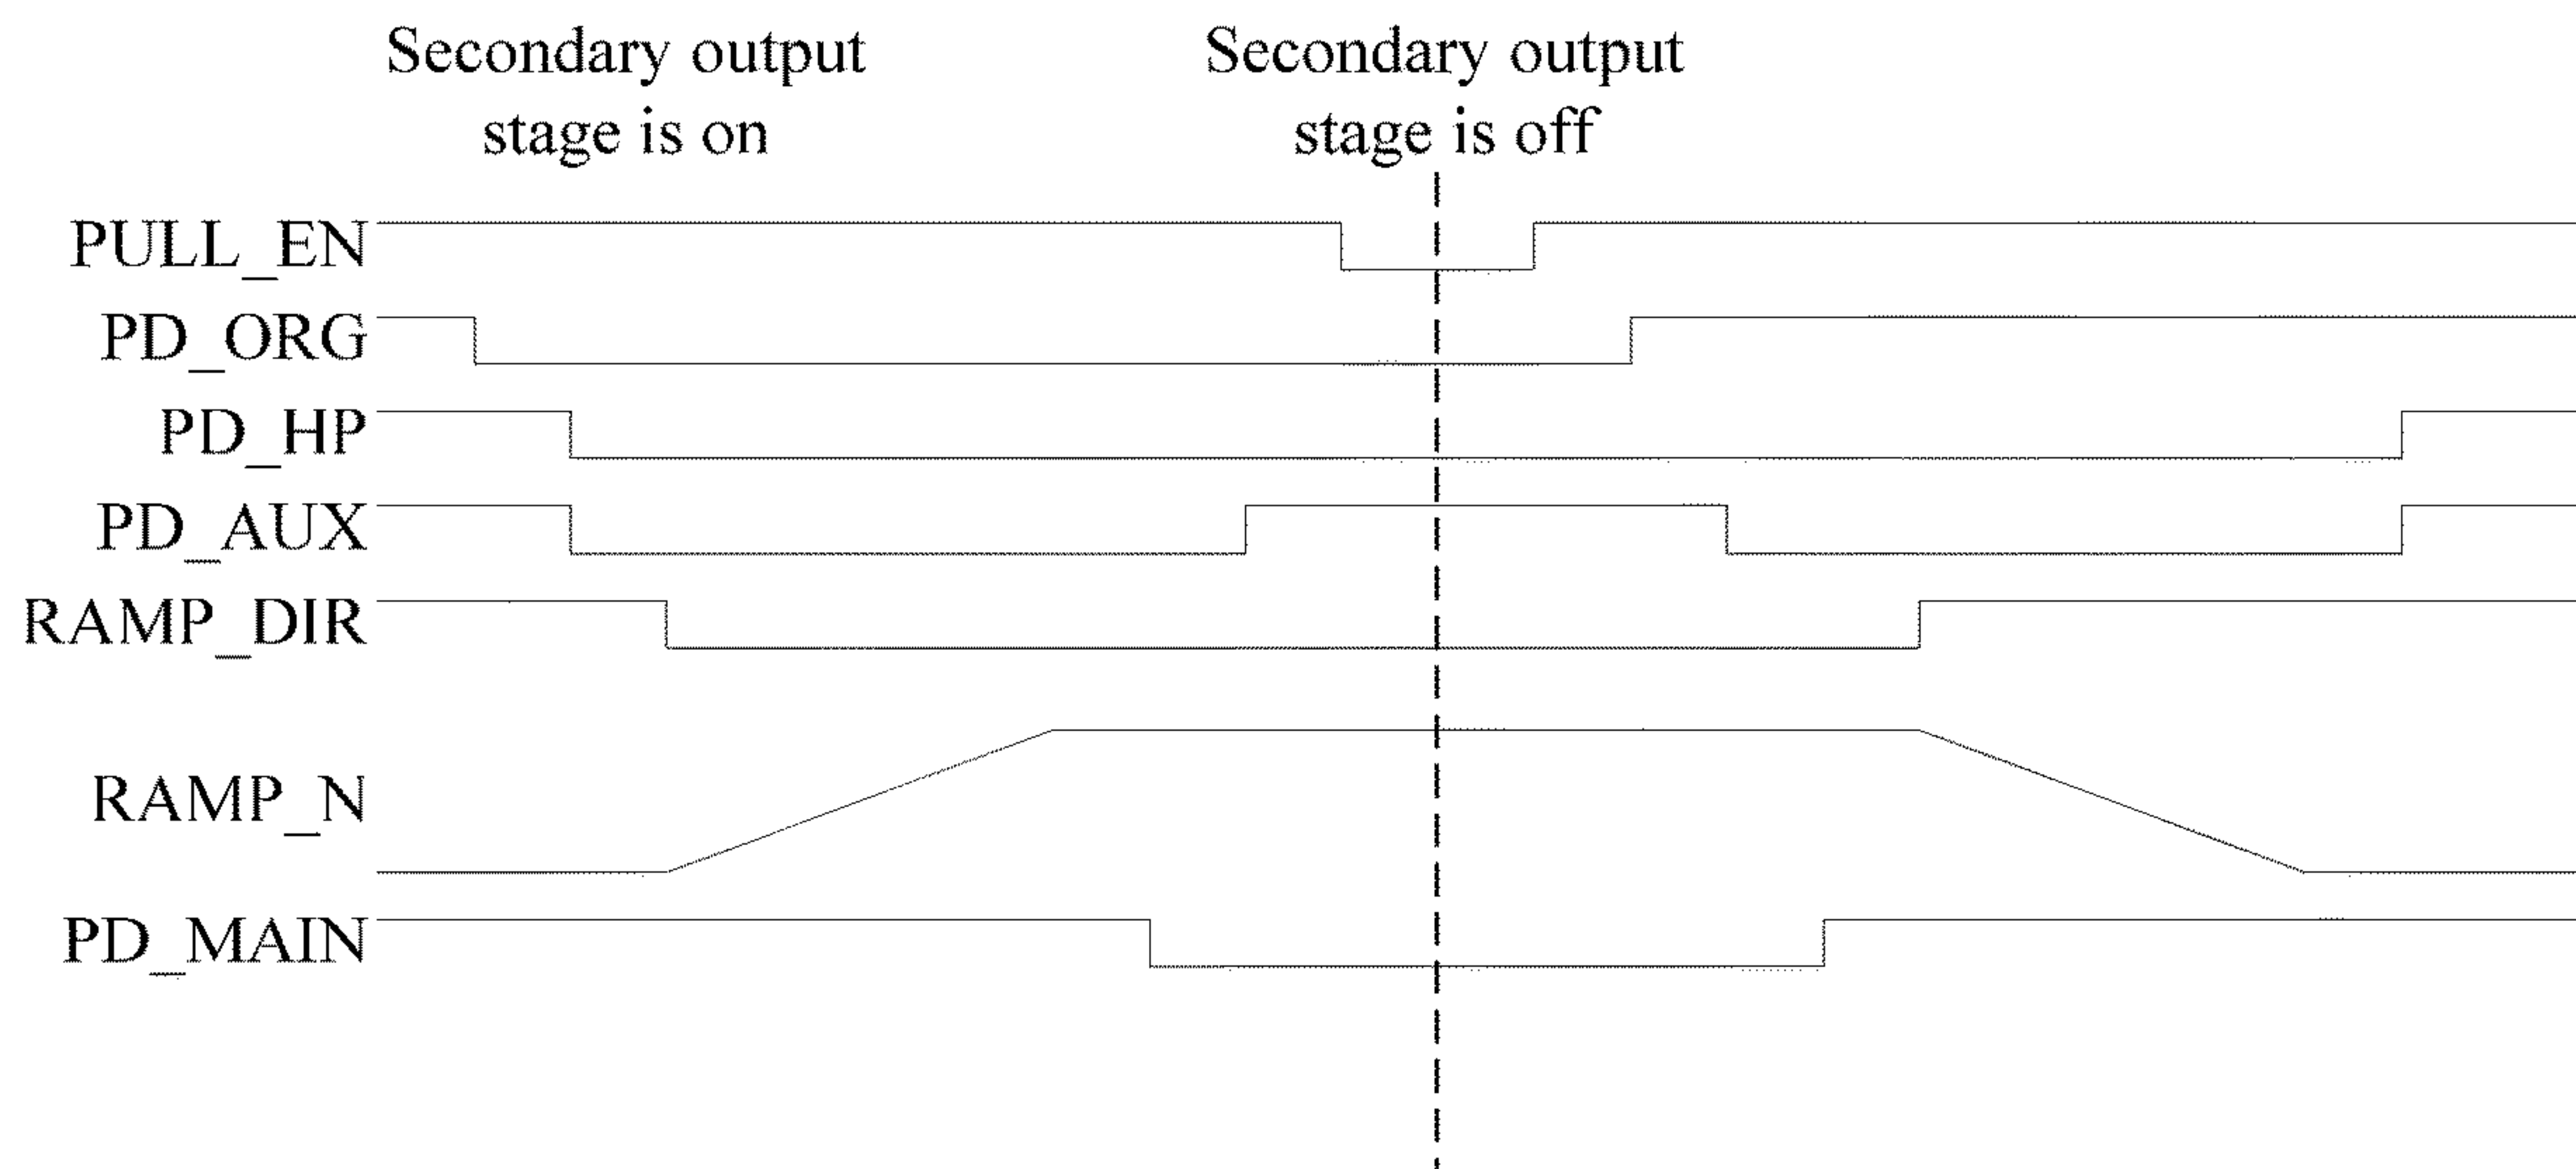 Secondary output
stage is on
Secondary output
stage is off
PULL_EN
PD_ORG
PD_HP
PD_AUX
RAMP_DIR
RAMP_N
PD_MAIN